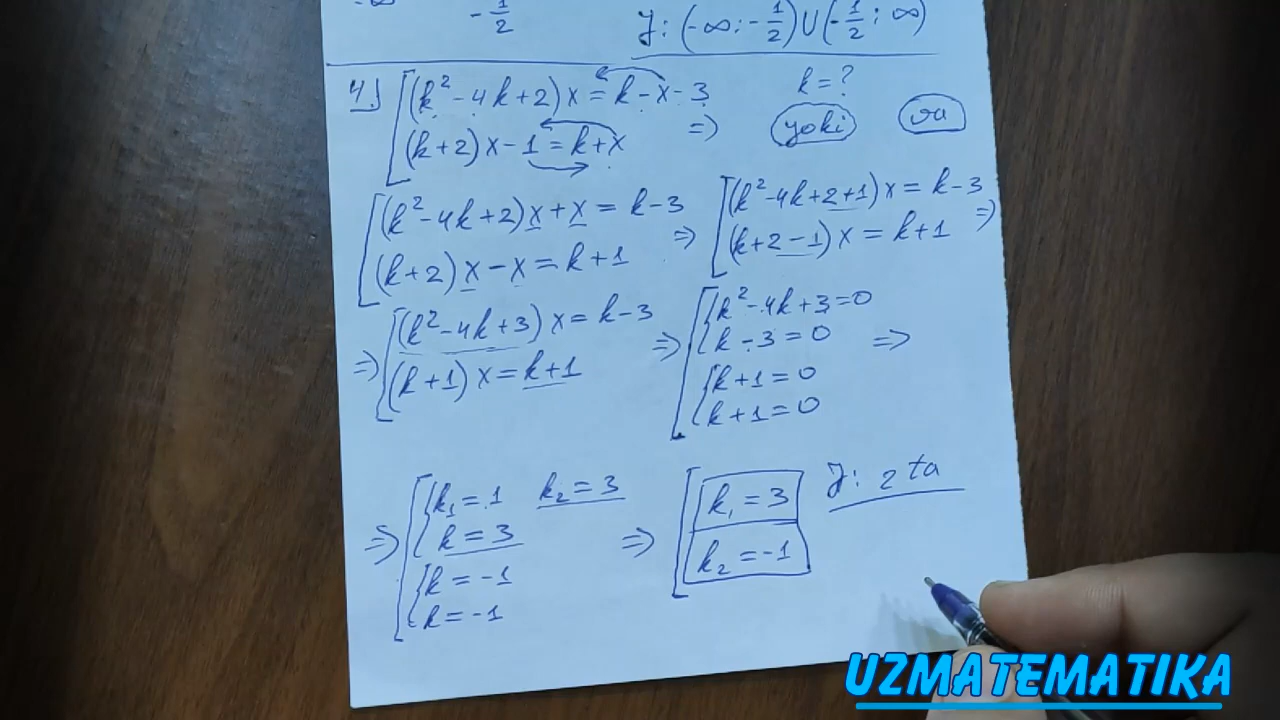 -∞ -1/2 J: (-∞; -1/2) U (-1/2; ∞)
4.) [(k² - 4k + 2)x = k - x - 3 k = ?
(k+2)x - 1 = k + x => yoki va
[(k² - 4k + 2)x + x = k - 3 => [(k² - 4k + 2 + 1)x = k - 3 =>
(k+2)x - x = k + 1 (k + 2 - 1)x = k + 1
=> [(k² - 4k + 3)x = k - 3 => [{k² - 4k + 3 = 0 =>
(k + 1)x = k + 1 k - 3 = 0
{k + 1 = 0
k + 1 = 0
=> [{k₁ = 1 k₂ = 3 => [k₁ = 3 J: 2 ta
k = 3 k₂ = -1
{k = -1
k = -1
UZMATEMATIKA